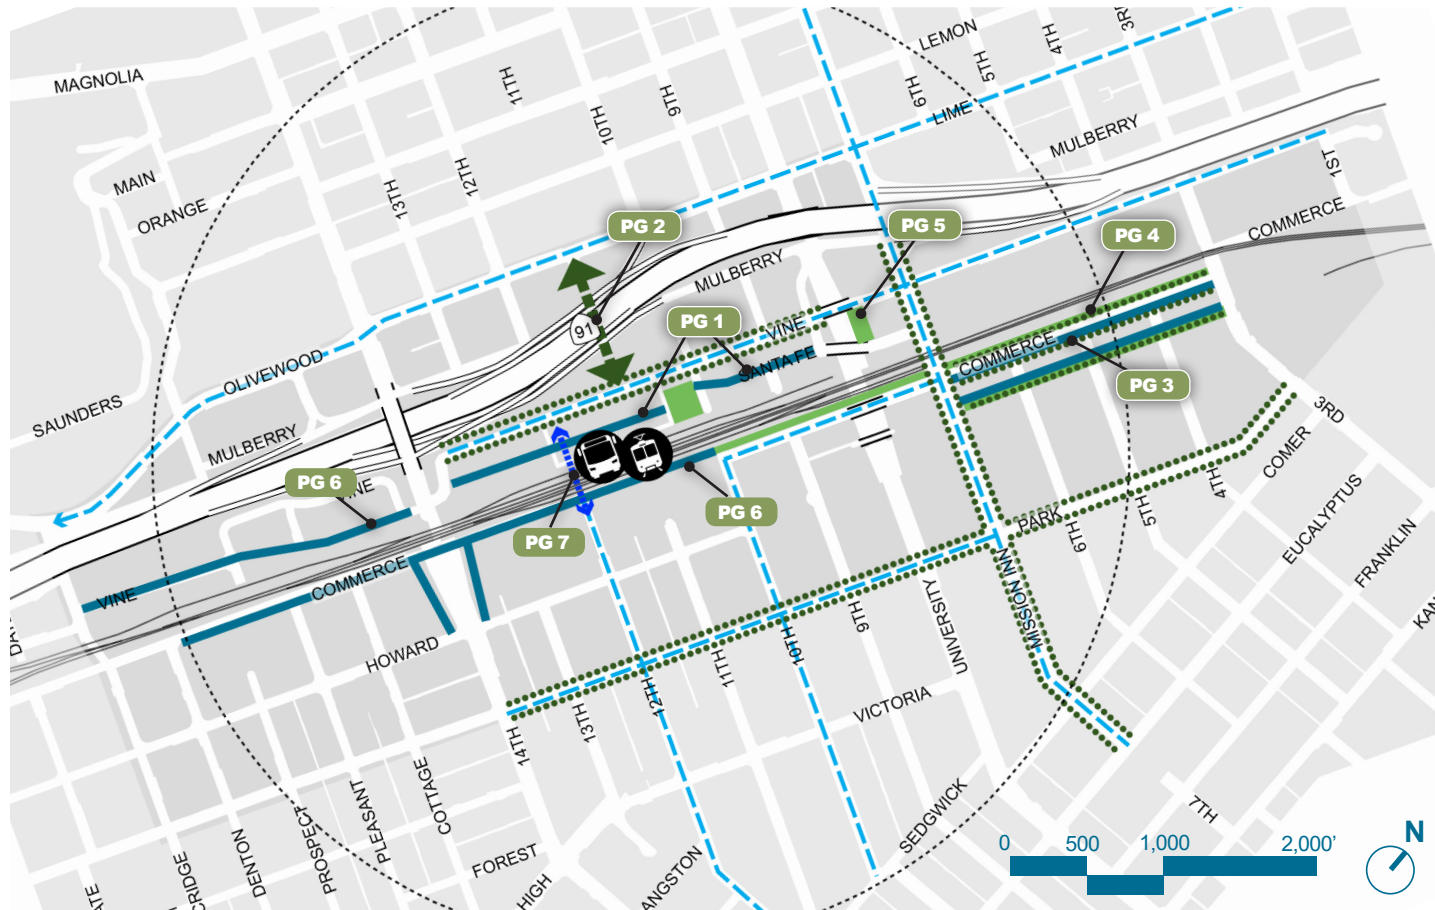 3RD
LEMON
4TH
5TH
MAGNOLIA
11TH
6TH
9TH
10TH
LIME
MULBERRY
1ST
12TH
MAIN
13TH
ORANGE
COMMERCE
PG 2
PG 5
PG 4
MULBERRY
PG 1
VINE
91
SANTA FE
COMMERCE
OLIVEWOOD
PG 3
SAUNDERS
3RD
MULBERRY
COMER
PG 6
4TH
EUCALYPTUS
PG 6
5TH
PARK
6TH
FRANKLIN
PG 7
COMMERCE
VINE
MISSION INN
HOWARD
9TH
UNIVERSITY
10TH
11TH
12TH
VICTORIA
13TH
14TH
COTTAGE
PLEASANT
PROSPECT
DENTON
FOREST
HIGH
SEDGWICK
7TH
0
500
1,000
2,000’
N